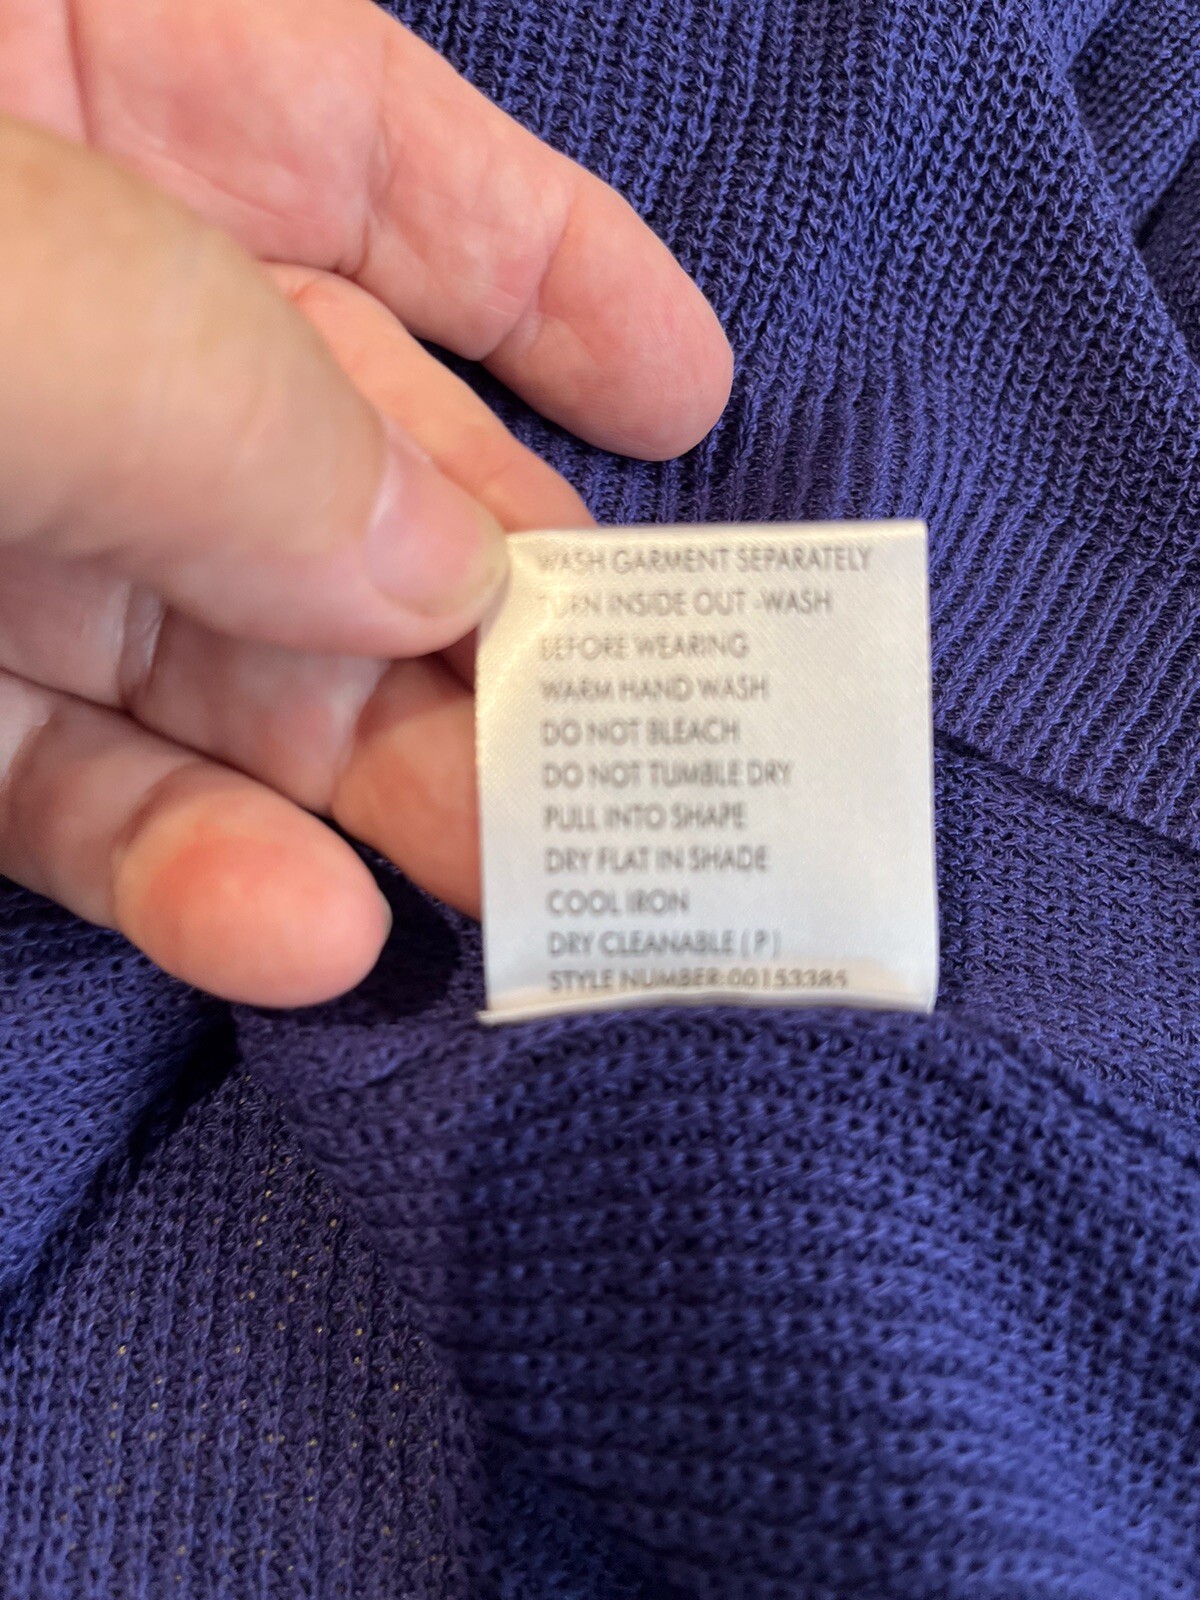 WASH GARMENT SEPARATELY
TURN INSIDE OUT -WASH
BEFORE WEARING
WARM HAND WASH
DO NOT BLEACH
DO NOT TUMBLE DRY
PULL INTO SHAPE
DRY FLAT IN SHADE
COOL IRON
DRY CLEANABLE ( P )
STYLE NUMBER:00153385